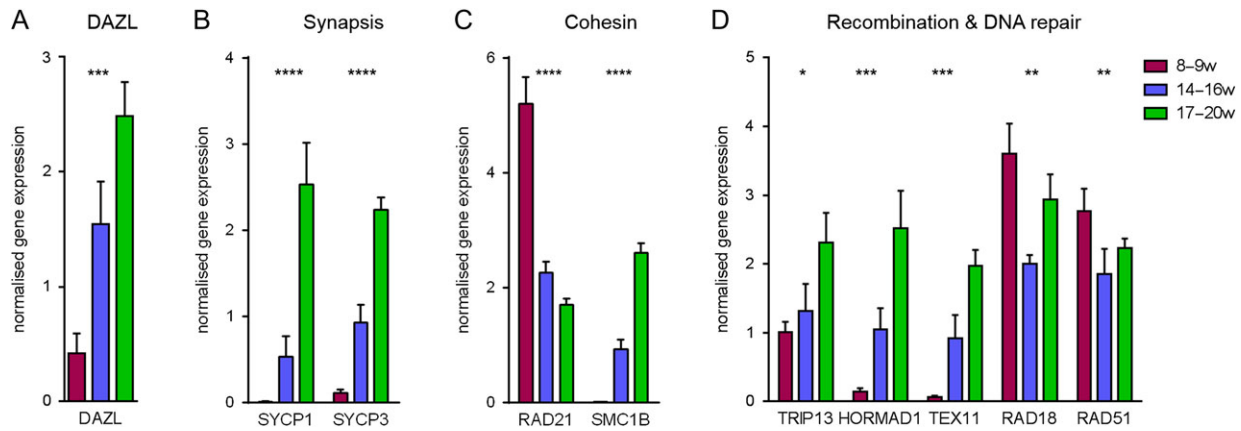 A DAZL
normalised gene expression
3
2
1
0
***
DAZL
B Synapsis
normalised gene expression
4
3
2
1
0
**** ****
SYCP1 SYCP3
C Cohesin
normalised gene expression
6
4
2
0
**** ****
RAD21 SMC1B
D Recombination & DNA repair
normalised gene expression
5
4
3
2
1
0
* *** *** ** **
TRIP13 HORMAD1 TEX11 RAD18 RAD51
8–9w
14–16w
17–20w